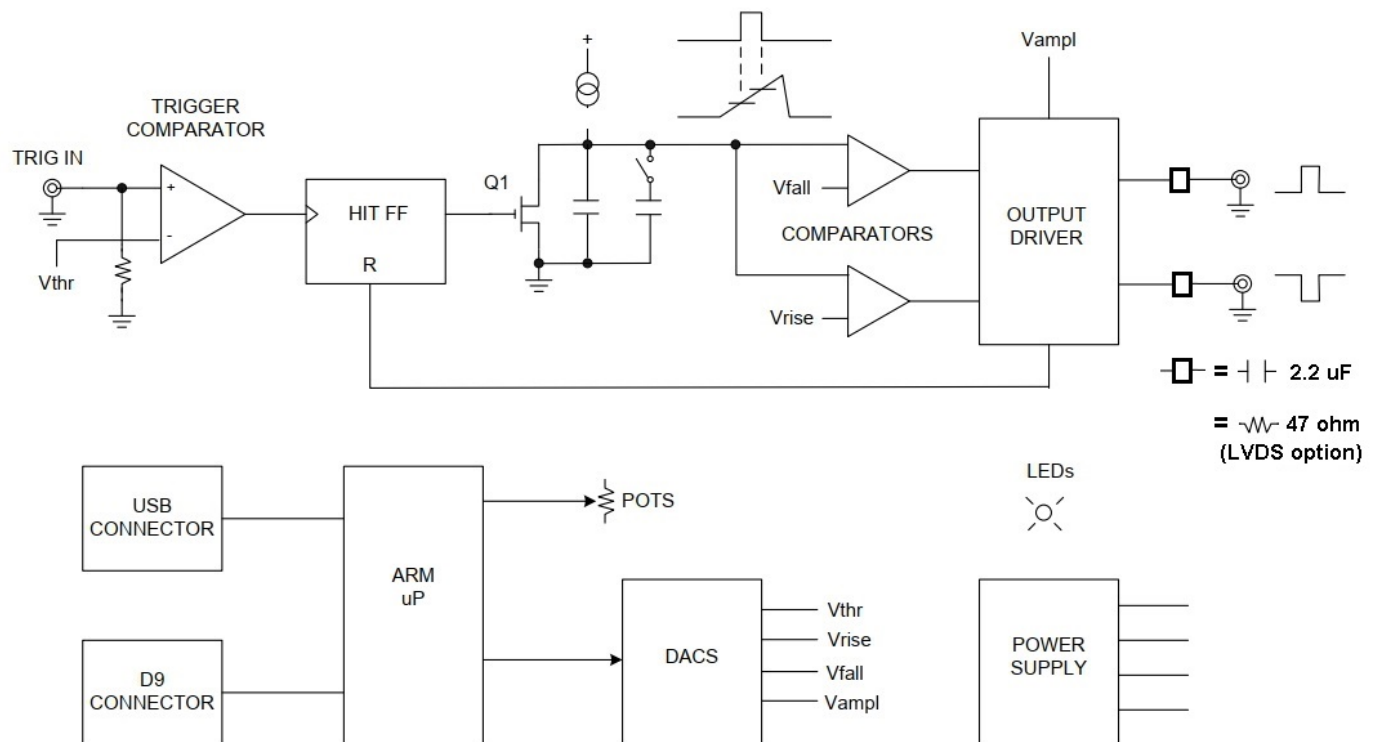 TRIGGER
COMPARATOR
TRIG IN
+
-
Vthr
HIT FF
R
Q1
+
Vfall
COMPARATORS
Vrise
Vampl
OUTPUT
DRIVER
= 2.2 uF
= 47 ohm
(LVDS option)
USB
CONNECTOR
D9
CONNECTOR
ARM
uP
POTS
DACS
Vthr
Vrise
Vfall
Vampl
LEDs
POWER
SUPPLY